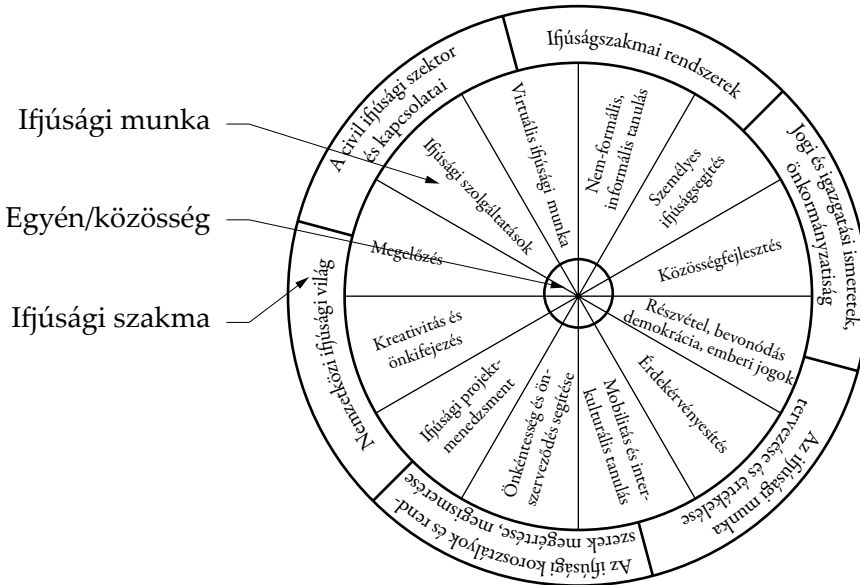 Ifjúsági munka
Egyén/közösség
Ifjúsági szakma
A civil ifjúsági szektor
és kapcsolatai
Ifjúságszakmai rendszerek
Jogi és igazgatási ismeretek,
önkormányzatiság
Az ifjúsági munka
tervezése és értékelése
Az ifjúsági korosztályok és rend-
szerek megértése, megismerése
Nemzetközi ifjúsági világ
Virtuális ifjúsági munka
Nem-formális,
informális tanulás
Személyes
ifjúságsegítés
Közösségfejlesztés
Részvétel, bevonódás
demokrácia, emberi jogok
Érdekérvényesítés
Mobilitás és inter-
kulturális tanulás
Önkéntesség és ön-
szerveződés segítése
Ifjúsági projekt-
menedzsment
Kreativitás és
önkifejezés
Megelőzés
Ifjúsági szolgáltatások